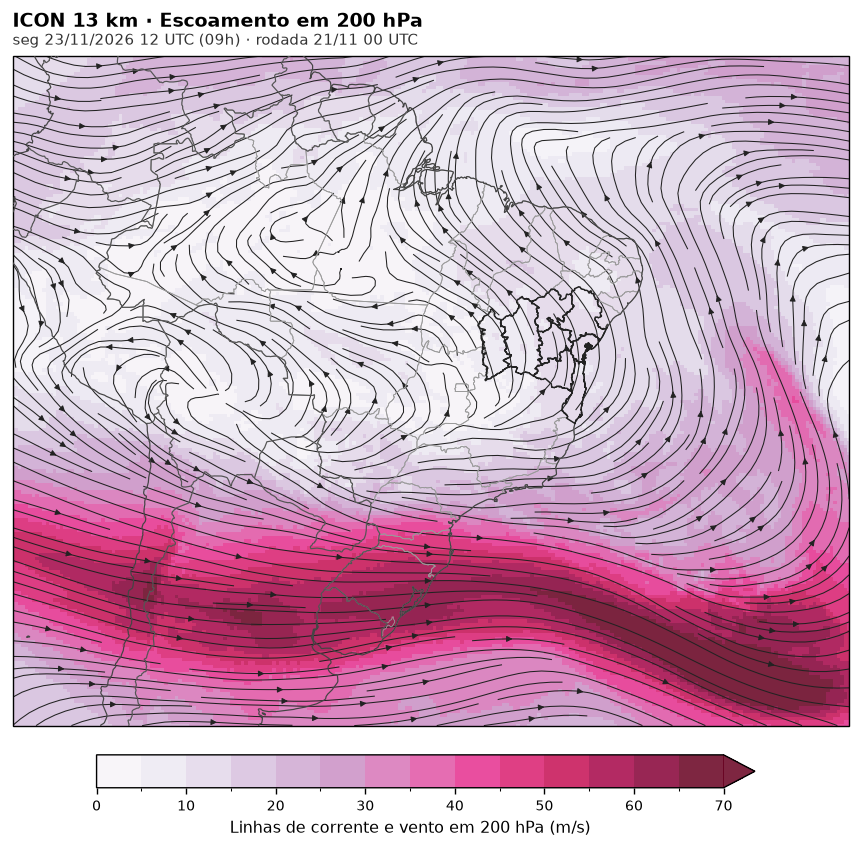 ICON 13 km · Escoamento em 200 hPa
seg 23/11/2026 12 UTC (09h) · rodada 21/11 00 UTC
0 10 20 30 40 50 60 70
Linhas de corrente e vento em 200 hPa (m/s)